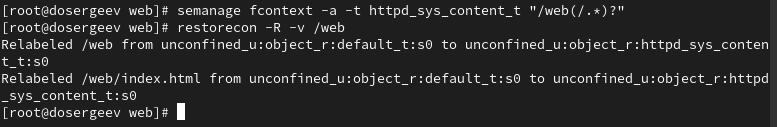 [root@dosergeev web]# semanage fcontext -a -t httpd_sys_content_t "/web(/.*)?"
[root@dosergeev web]# restorecon -R -v /web
Relabeled /web from unconfined_u:object_r:default_t:s0 to unconfined_u:object_r:httpd_sys_conten
t_t:s0
Relabeled /web/index.html from unconfined_u:object_r:default_t:s0 to unconfined_u:object_r:httpd
_sys_content_t:s0
[root@dosergeev web]#